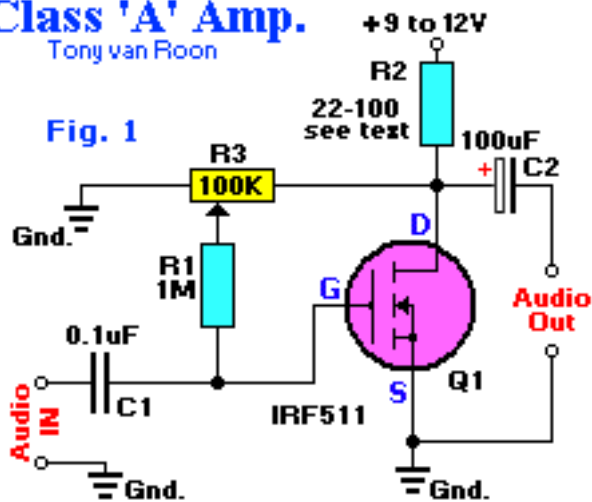 Class 'A' Amp.
Tony van Roon
+9 to 12V
R2
22-100
see text
Fig. 1
100uF
+
C2
R3
100K
Gnd.
D
R1
1M
G
Audio
Out
0.1uF
C1
Q1
S
IRF511
Audio
IN
Gnd.
Gnd.